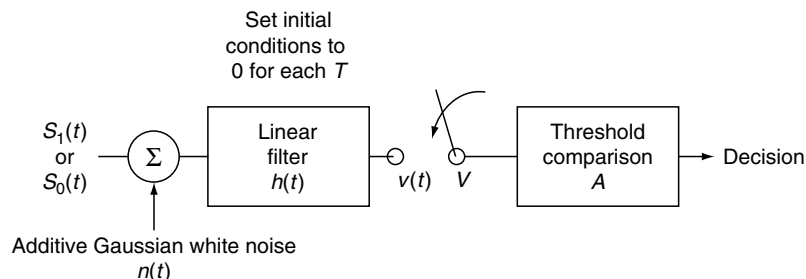 Set initial
conditions to
0 for each T
S₁(t)
or
S₀(t)
Σ
Linear
filter
h(t)
v(t)
V
Threshold
comparison
A
Decision
Additive Gaussian white noise
n(t)